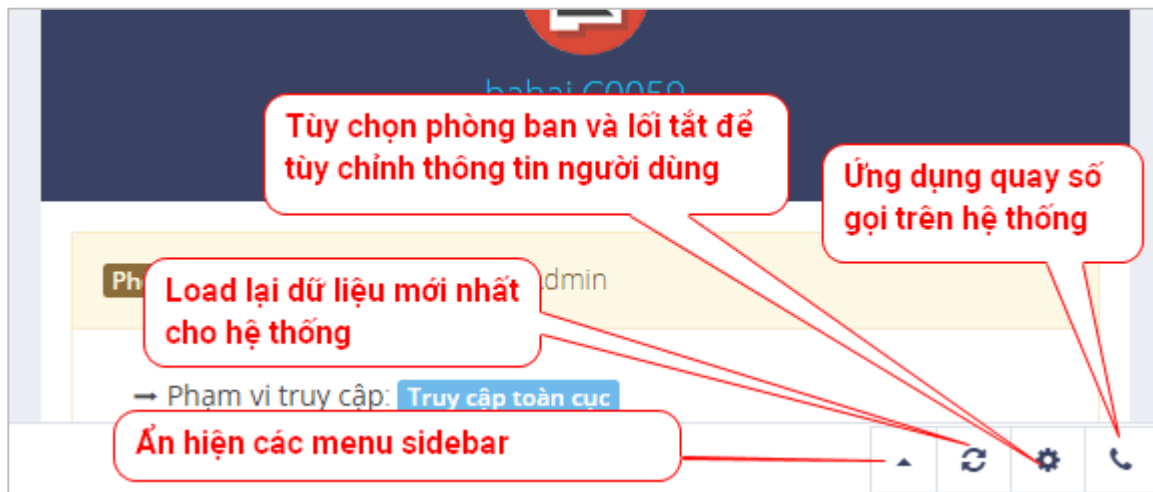 Tùy chọn phòng ban và lối tắt để
tùy chỉnh thông tin người dùng
Ứng dụng quay số
gọi trên hệ thống
Load lại dữ liệu mới nhất
cho hệ thống
→ Phạm vi truy cập: Truy cập toàn cục
Ẩn hiện các menu sidebar